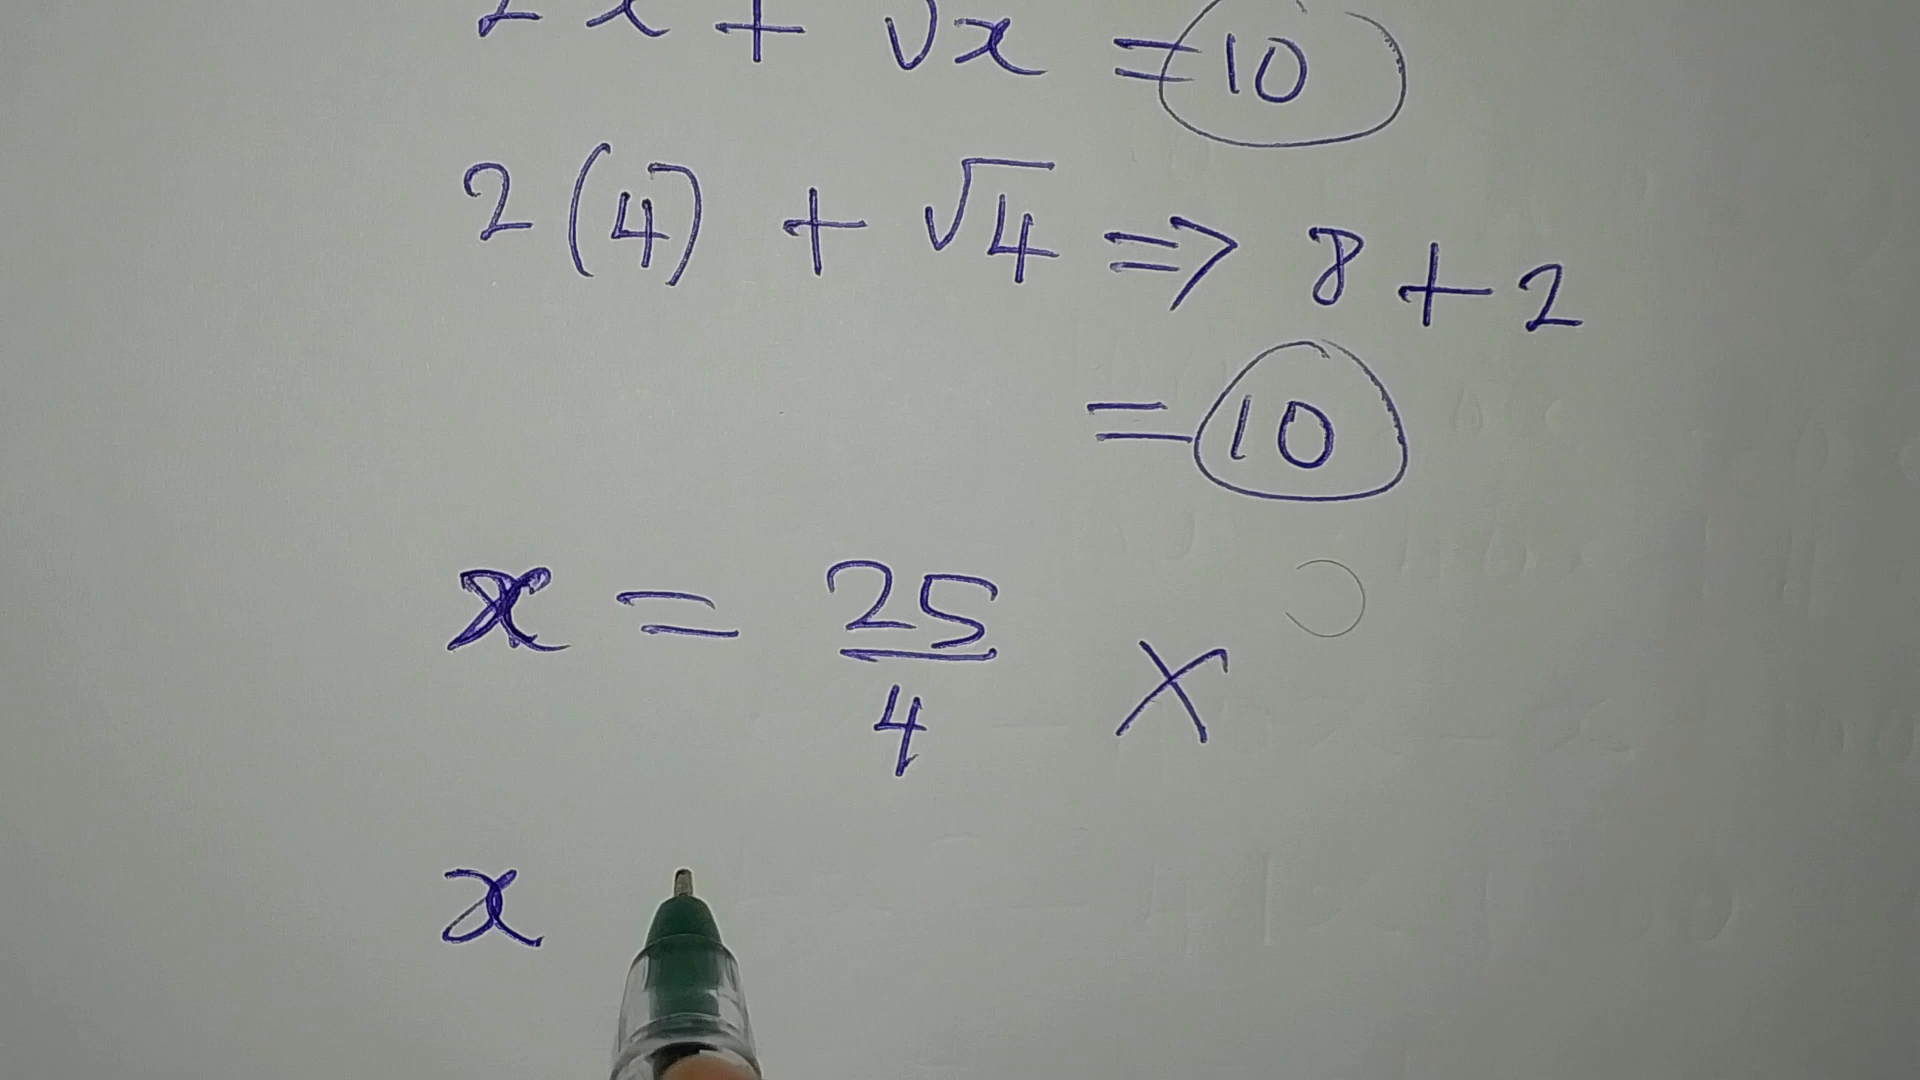 2x + √x = 10
2(4) + √4 ⇒ 8 + 2
= 10
x = 25/4 X
x